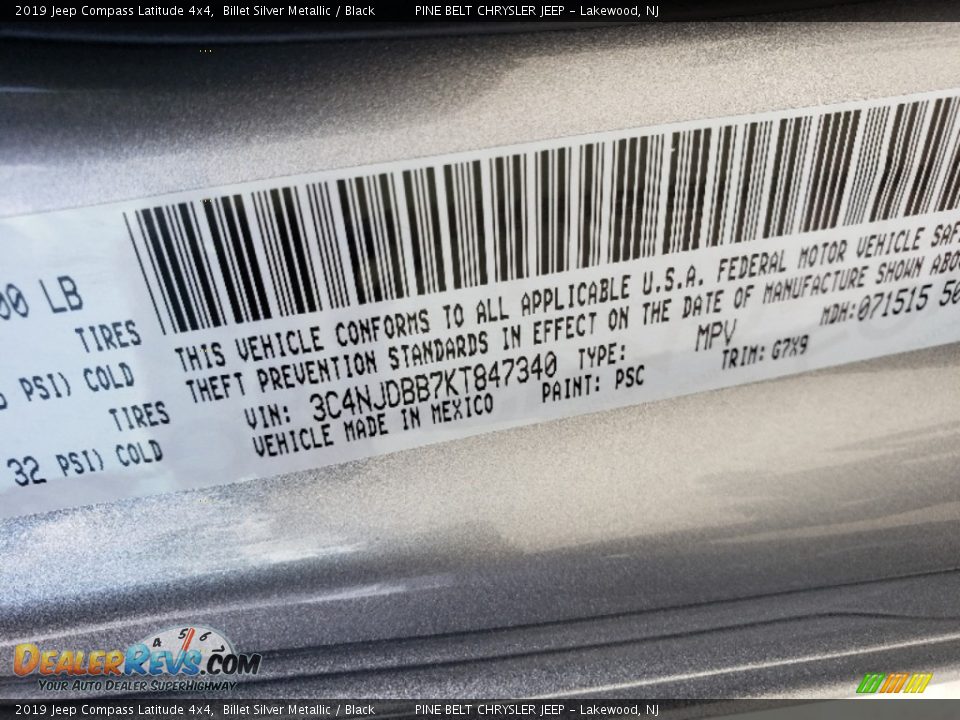 2019 Jeep Compass Latitude 4x4, Billet Silver Metallic / Black PINE BELT CHRYSLER JEEP - Lakewood, NJ
00 LB
TIRES
PSI) COLD
TIRES
32 PSI) COLD
THIS VEHICLE CONFORMS TO ALL APPLICABLE U.S.A. FEDERAL MOTOR VEHICLE SAF
THEFT PREVENTION STANDARDS IN EFFECT ON THE DATE OF MANUFACTURE SHOWN ABO
VIN: 3C4NJDBB7KT847340 TYPE: MPV MDH:071515 50
VEHICLE MADE IN MEXICO PAINT: PSC TRIM: G7X9
4 5 6
DEALERREVS.COM
YOUR AUTO DEALER SUPERHIGHWAY
2019 Jeep Compass Latitude 4x4, Billet Silver Metallic / Black PINE BELT CHRYSLER JEEP - Lakewood, NJ